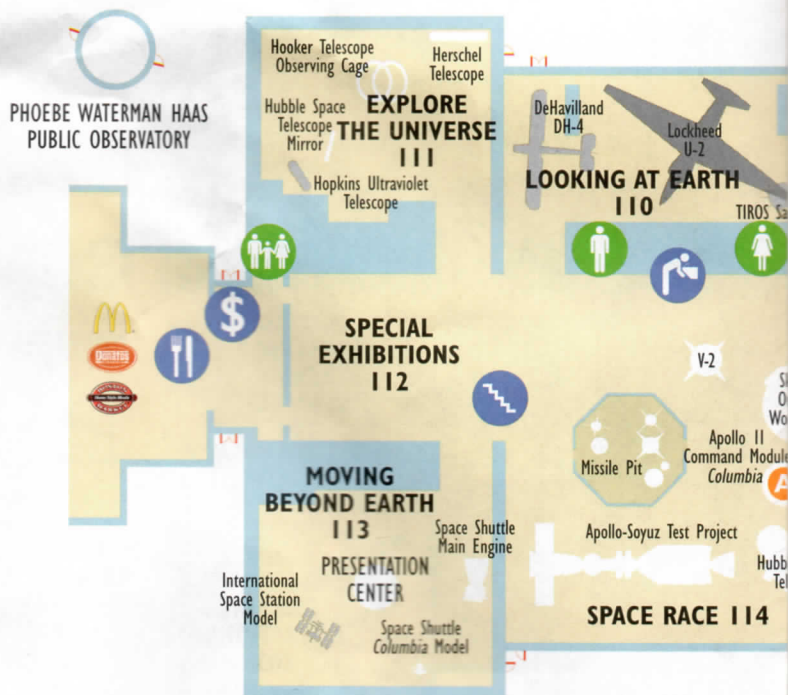 Hooker Telescope
Observing Cage
Herschel
Telescope
PHOEBE WATERMAN HAAS
PUBLIC OBSERVATORY
Hubble Space
Telescope
Mirror
EXPLORE
THE UNIVERSE
111
Hopkins Ultraviolet
Telescope
DeHavilland
DH-4
Lockheed
U-2
LOOKING AT EARTH
110
TIROS
$
DONATOS
SPECIAL
EXHIBITIONS
112
V-2
Missile Pit
Apollo 11
Command Module
Columbia
A
MOVING
BEYOND EARTH
113
PRESENTATION
CENTER
Space Shuttle
Main Engine
International
Space Station
Model
Space Shuttle
Columbia Model
Apollo-Soyuz Test Project
SPACE RACE 114